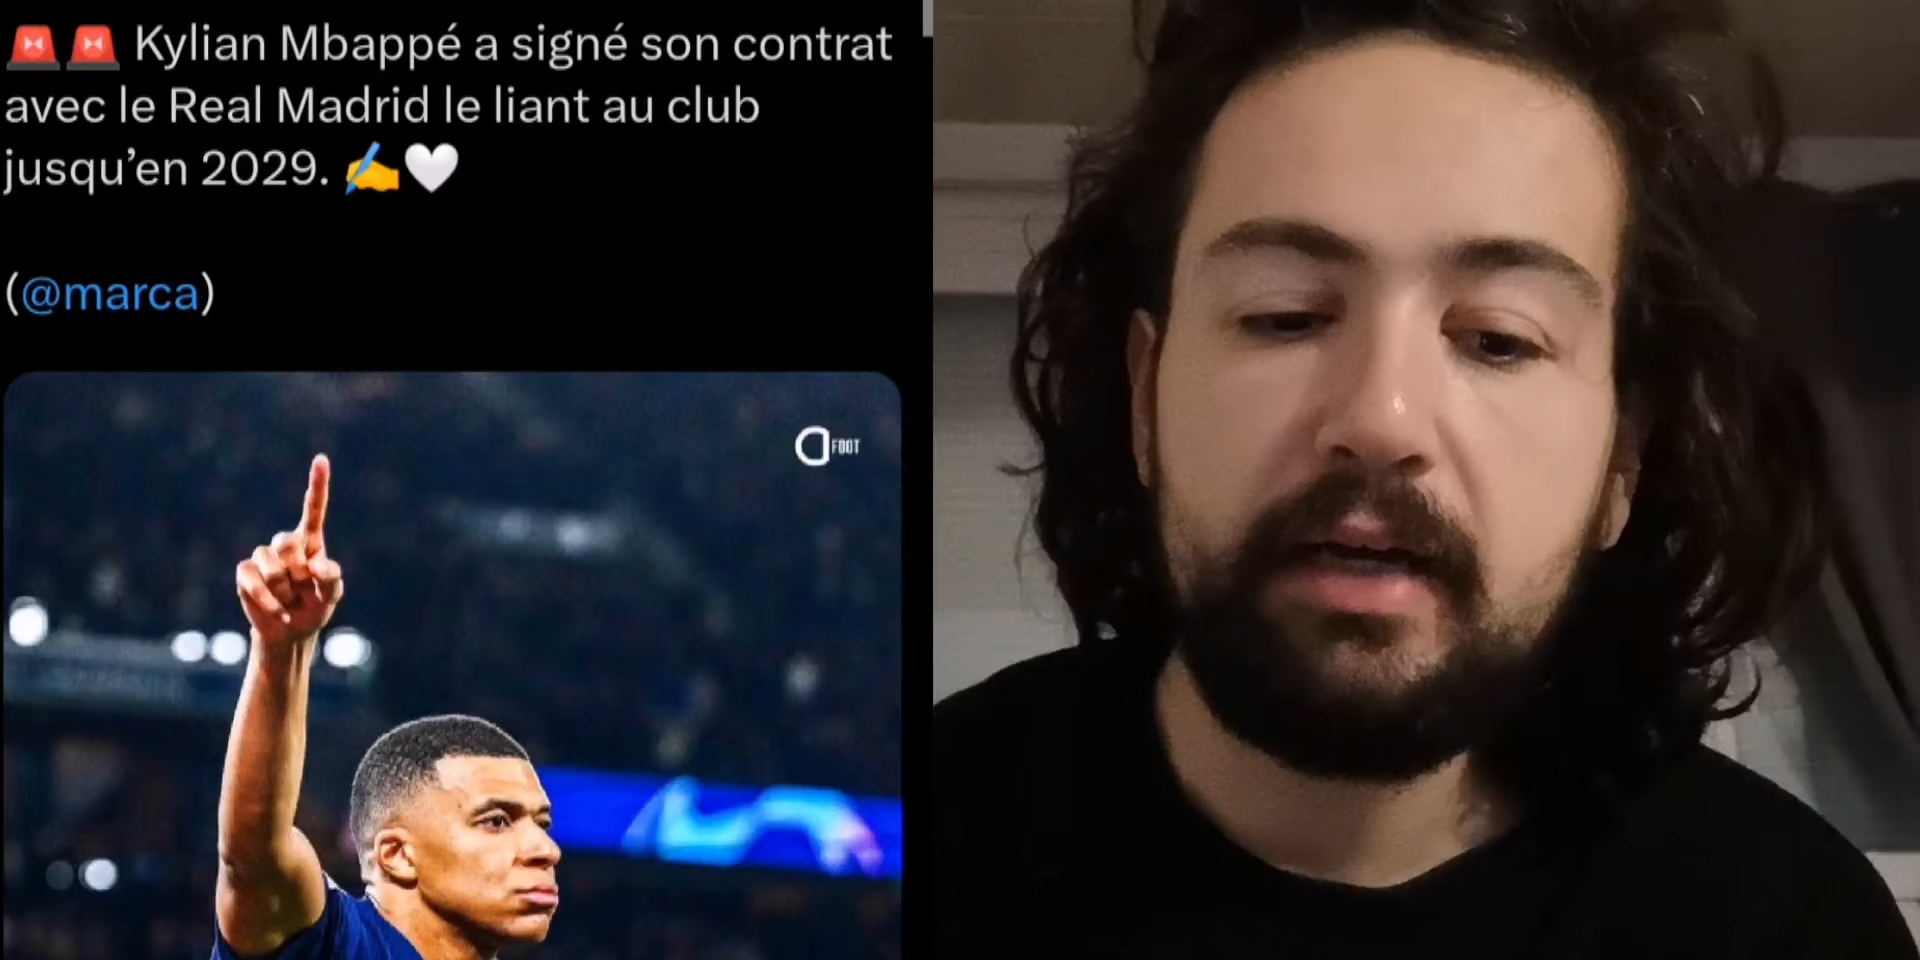 🚨🚨 Kylian Mbappé a signé son contrat
avec le Real Madrid le liant au club
jusqu’en 2029. ✍️🤍
(@marca)
FOOT